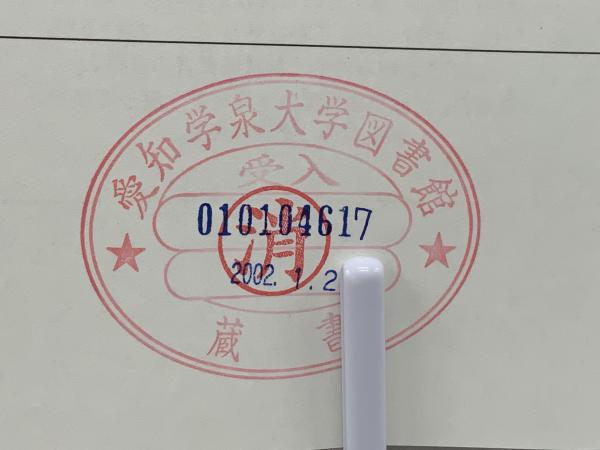 愛知学泉大学図書館
受入
010104617
消
2002. 1. 2
蔵書